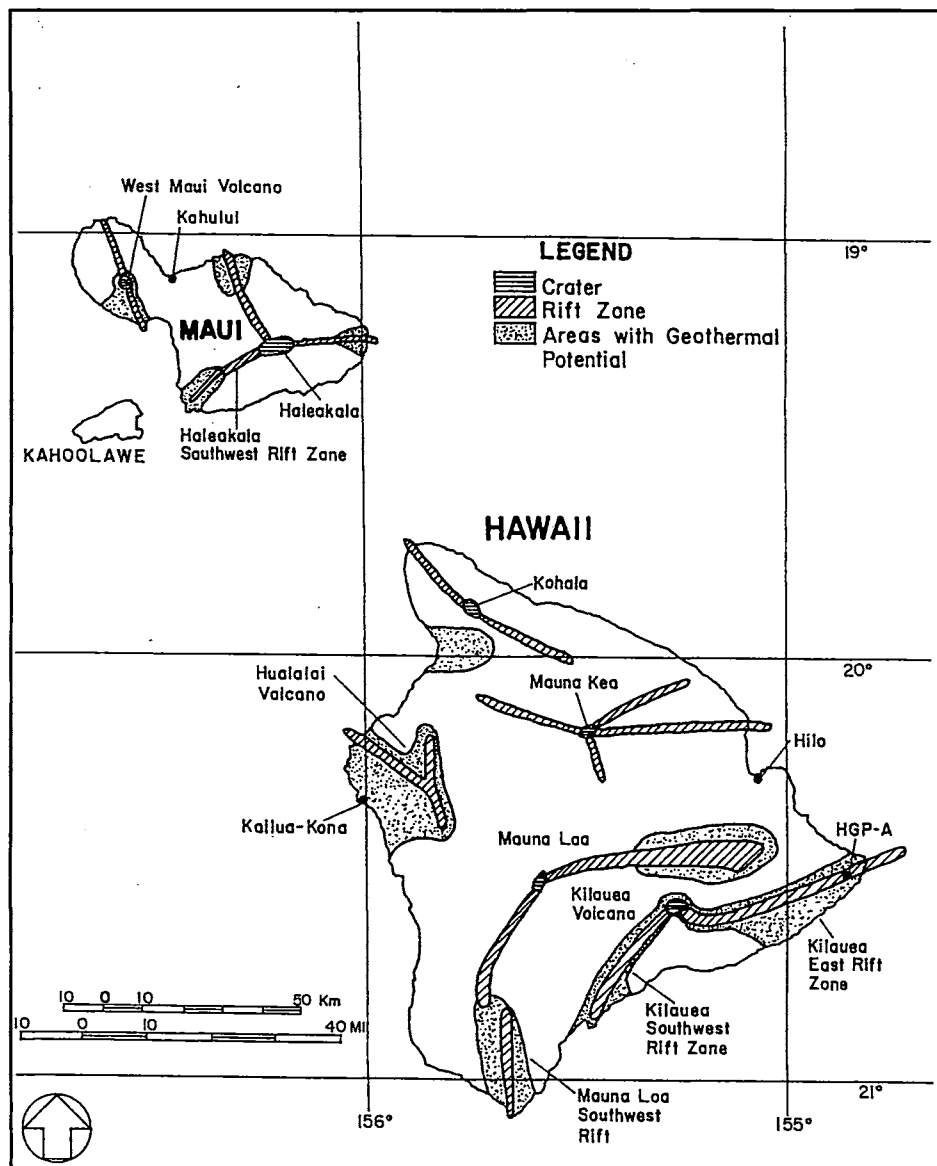 West Maui Volcano
Kahului
LEGEND
19°
Crater
Rift Zone
Areas with Geothermal
Potential
MAUI
Haleakala
Haleakala
Southwest Rift Zone
KAHOOLAWE
HAWAII
Kohala
20°
Hualalai
Volcano
Mauna Kea
Hilo
Kailua-Kona
Mauna Loa
HGP-A
Kilauea
Volcano
Kilauea
East Rift
Zone
10 0 10 50 Km
10 0 10 40 MI
Kilauea
Southwest
Rift Zone
Mauna Loa
Southwest
Rift
21°
156°
155°